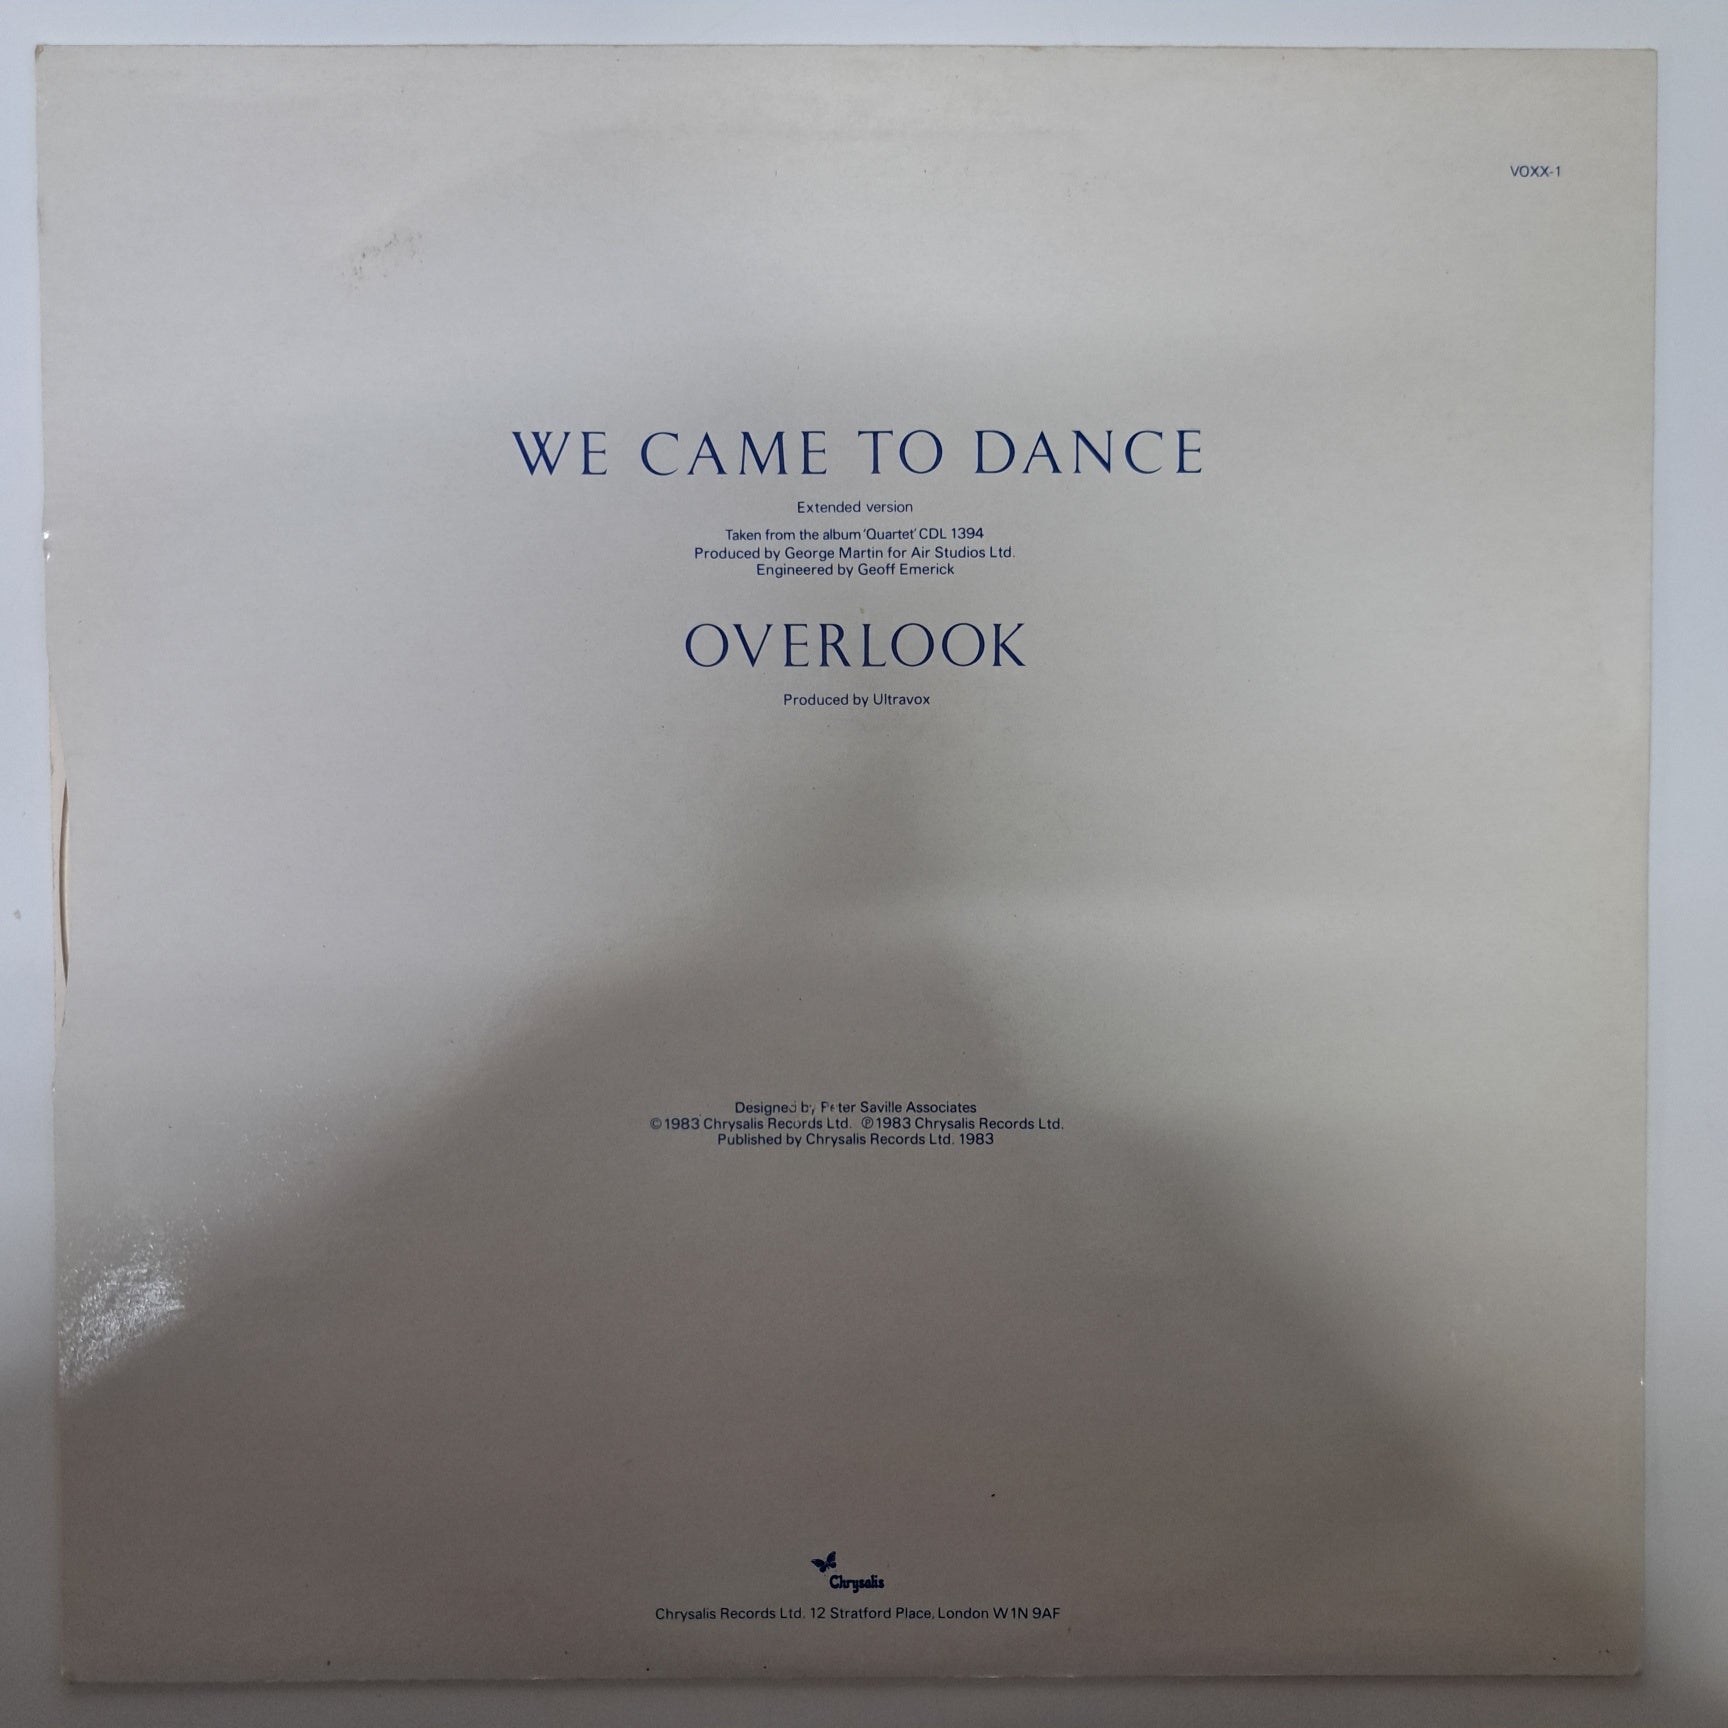 VOXX-1
WE CAME TO DANCE
Extended version
Taken from the album 'Quartet' CDL 1394
Produced by George Martin for Air Studios Ltd.
Engineered by Geoff Emerick
OVERLOOK
Produced by Ultravox
Designed by Peter Saville Associates
©1983 Chrysalis Records Ltd. ℗1983 Chrysalis Records Ltd.
Published by Chrysalis Records Ltd. 1983
Chrysalis
Chrysalis Records Ltd. 12 Stratford Place, London W1N 9AF